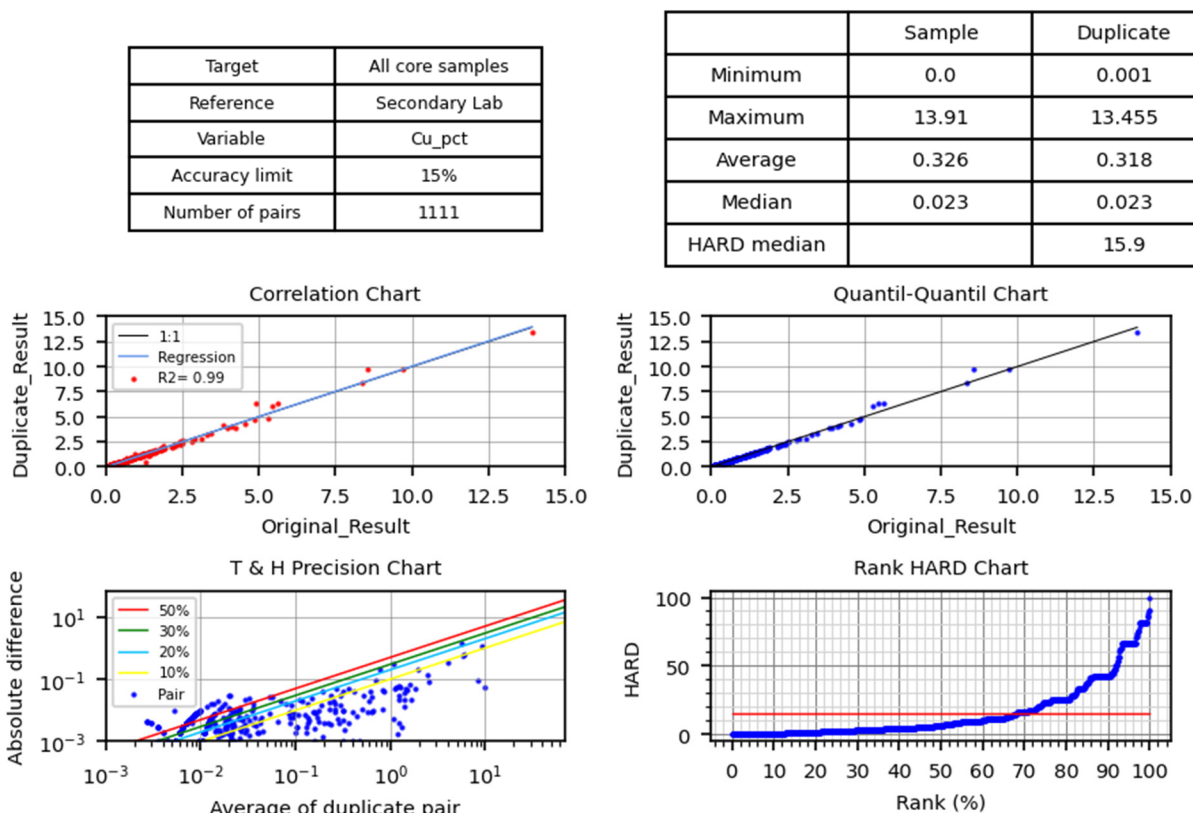 Target All core samples
Reference Secondary Lab
Variable Cu_pct
Accuracy limit 15%
Number of pairs 1111
Sample Duplicate
Minimum 0.0 0.001
Maximum 13.91 13.455
Average 0.326 0.318
Median 0.023 0.023
HARD median 15.9
Correlation Chart
Duplicate_Result
15.0
12.5
10.0
7.5
5.0
2.5
0.0
1:1
Regression
R2= 0.99
0.0 2.5 5.0 7.5 10.0 12.5 15.0
Original_Result
Quantil-Quantil Chart
Duplicate_Result
15.0
12.5
10.0
7.5
5.0
2.5
0.0
0.0 2.5 5.0 7.5 10.0 12.5 15.0
Original_Result
T & H Precision Chart
Absolute difference
10¹
10⁻¹
10⁻³
50%
30%
20%
10%
Pair
10⁻³ 10⁻² 10⁻¹ 10⁰ 10¹
Average of duplicate pair
Rank HARD Chart
HARD
100
50
0
0 10 20 30 40 50 60 70 80 90 100
Rank (%)